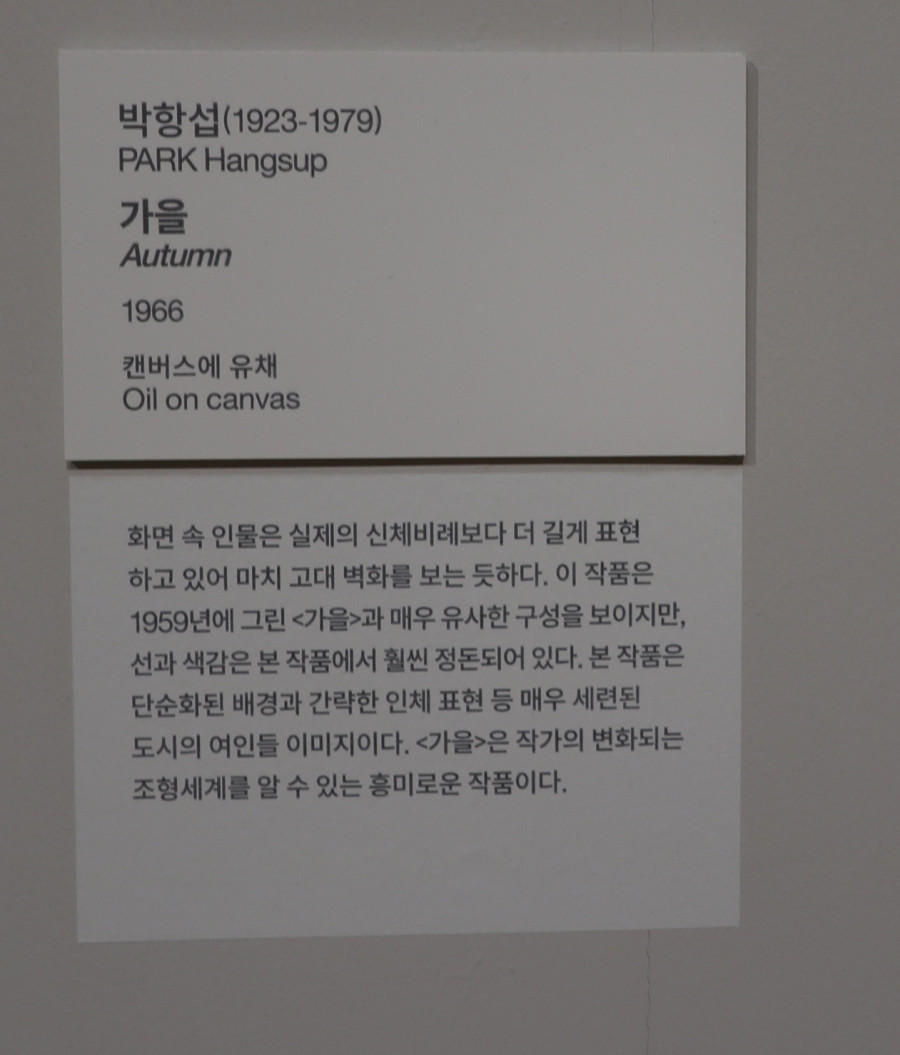 박항섭(1923-1979)
PARK Hangsup
가을
Autumn
1966
캔버스에 유채
Oil on canvas
화면 속 인물은 실제의 신체비례보다 더 길게 표현
하고 있어 마치 고대 벽화를 보는 듯하다. 이 작품은
1959년에 그린 <가을>과 매우 유사한 구성을 보이지만,
선과 색감은 본 작품에서 훨씬 정돈되어 있다. 본 작품은
단순화된 배경과 간략한 인체 표현 등 매우 세련된
도시의 여인들 이미지이다. <가을>은 작가의 변화되는
조형세계를 알 수 있는 흥미로운 작품이다.